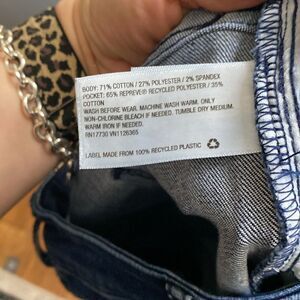 BODY: 71% COTTON / 27% POLYESTER / 2% SPANDEX
POCKET: 65% REPREVE® RECYCLED POLYESTER / 35%
COTTON
WASH BEFORE WEAR. MACHINE WASH WARM. ONLY
NON-CHLORINE BLEACH IF NEEDED. TUMBLE DRY MEDIUM.
WARM IRON IF NEEDED.
RN17730 VN1126365
LABEL MADE FROM 100% RECYCLED PLASTIC